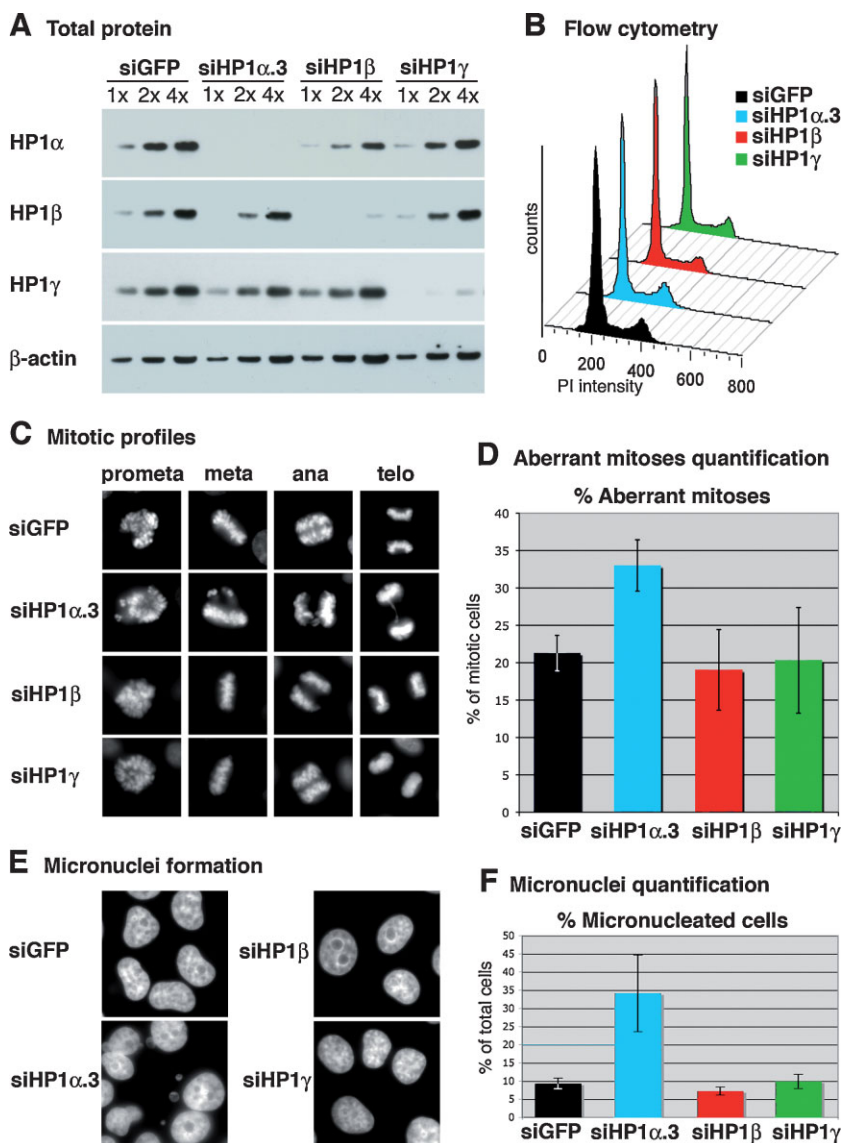 A Total protein
siGFP siHP1α.3 siHP1β siHP1γ
1x 2x 4x 1x 2x 4x 1x 2x 4x 1x 2x 4x
HP1α
HP1β
HP1γ
β-actin
B Flow cytometry
siGFP
siHP1α.3
siHP1β
siHP1γ
counts
0 200 400 600 800
PI intensity
C Mitotic profiles
prometa meta ana telo
siGFP
siHP1α.3
siHP1β
siHP1γ
D Aberrant mitoses quantification
% Aberrant mitoses
% of mitotic cells
40
35
30
25
20
15
10
5
0
siGFP siHP1α.3 siHP1β siHP1γ
E Micronuclei formation
siGFP
siHP1β
siHP1α.3
siHP1γ
F Micronuclei quantification
% Micronucleated cells
% of total cells
50
45
40
35
30
25
20
15
10
5
0
siGFP siHP1α.3 siHP1β siHP1γ